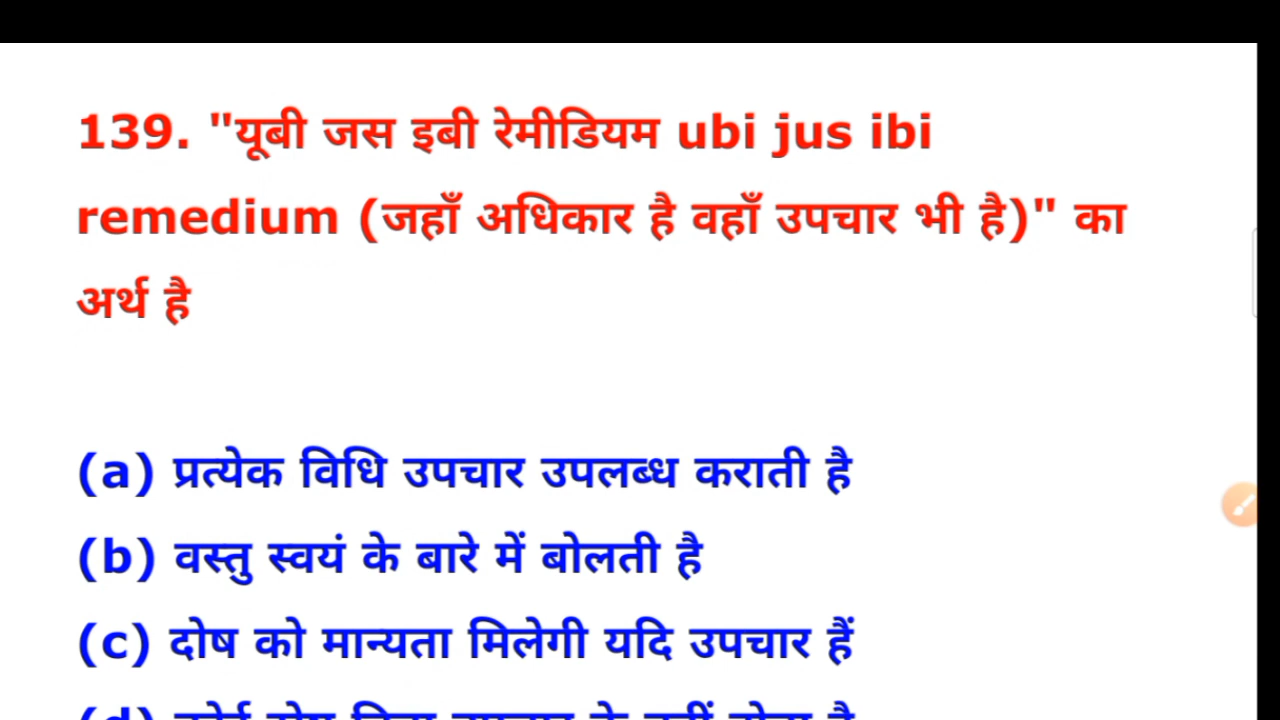 139. "यूबी जस इबी रेमीडियम ubi jus ibi
remedium (जहाँ अधिकार है वहाँ उपचार भी है)" का
अर्थ है
(a) प्रत्येक विधि उपचार उपलब्ध कराती है
(b) वस्तु स्वयं के बारे में बोलती है
(c) दोष को मान्यता मिलेगी यदि उपचार हैं